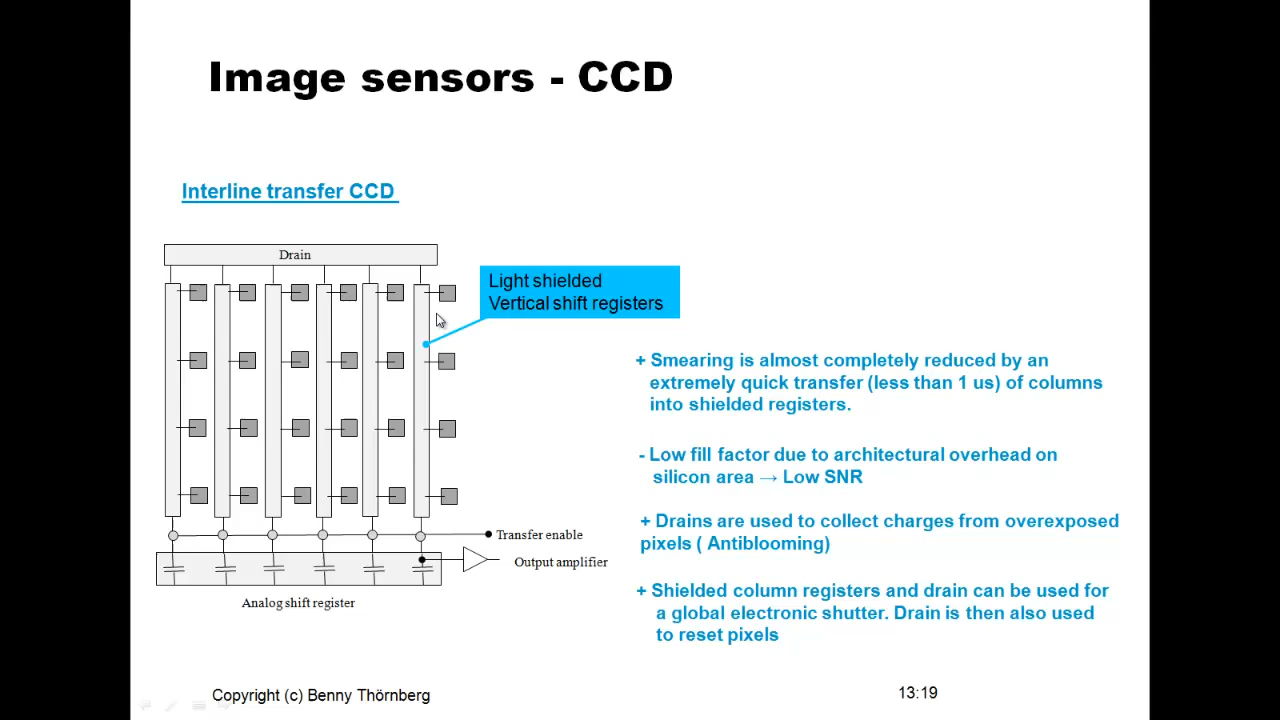 Image sensors - CCD
Interline transfer CCD
Drain
Light shielded
Vertical shift registers
+ Smearing is almost completely reduced by an
extremely quick transfer (less than 1 us) of columns
into shielded registers.
- Low fill factor due to architectural overhead on
silicon area → Low SNR
+ Drains are used to collect charges from overexposed
pixels ( Antiblooming)
+ Shielded column registers and drain can be used for
a global electronic shutter. Drain is then also used
to reset pixels
Transfer enable
Output amplifier
Analog shift register
Copyright (c) Benny Thörnberg
13:19